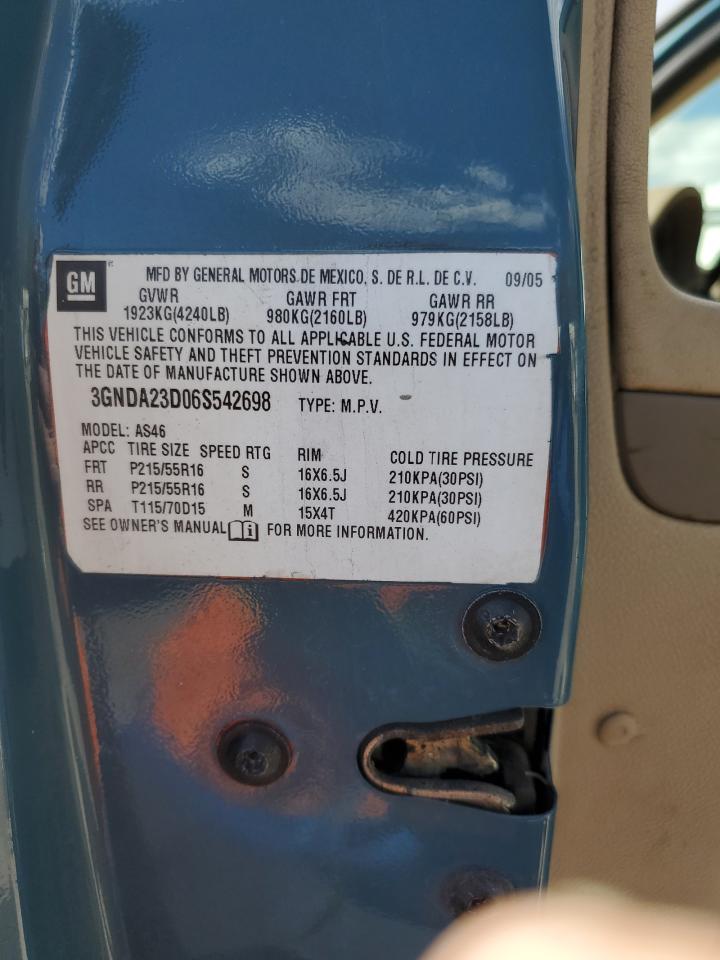 GM MFD BY GENERAL MOTORS DE MEXICO, S. DE R.L. DE C.V. 09/05
GVWR GAWR FRT GAWR RR
1923KG(4240LB) 980KG(2160LB) 979KG(2158LB)
THIS VEHICLE CONFORMS TO ALL APPLICABLE U.S. FEDERAL MOTOR
VEHICLE SAFETY AND THEFT PREVENTION STANDARDS IN EFFECT ON
THE DATE OF MANUFACTURE SHOWN ABOVE.
3GNDA23D06S542698 TYPE: M.P.V.
MODEL: AS46
APCC TIRE SIZE SPEED RTG RIM COLD TIRE PRESSURE
FRT P215/55R16 S 16X6.5J 210KPA(30PSI)
RR P215/55R16 S 16X6.5J 210KPA(30PSI)
SPA T115/70D15 M 15X4T 420KPA(60PSI)
SEE OWNER'S MANUAL i FOR MORE INFORMATION.